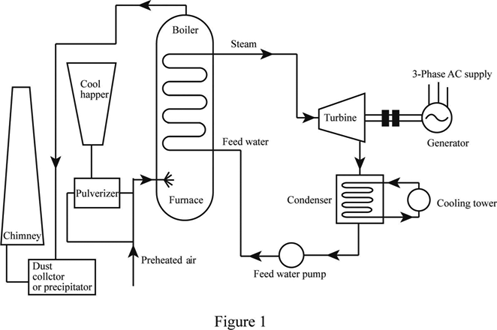 Boiler
Steam
3-Phase AC supply
Cool
happer
Turbine
Generator
Feed water
Pulverizer
Furnace
Condenser
Cooling tower
Chimney
Preheated air
Feed water pump
Dust
collctor
or precipitator
Figure 1